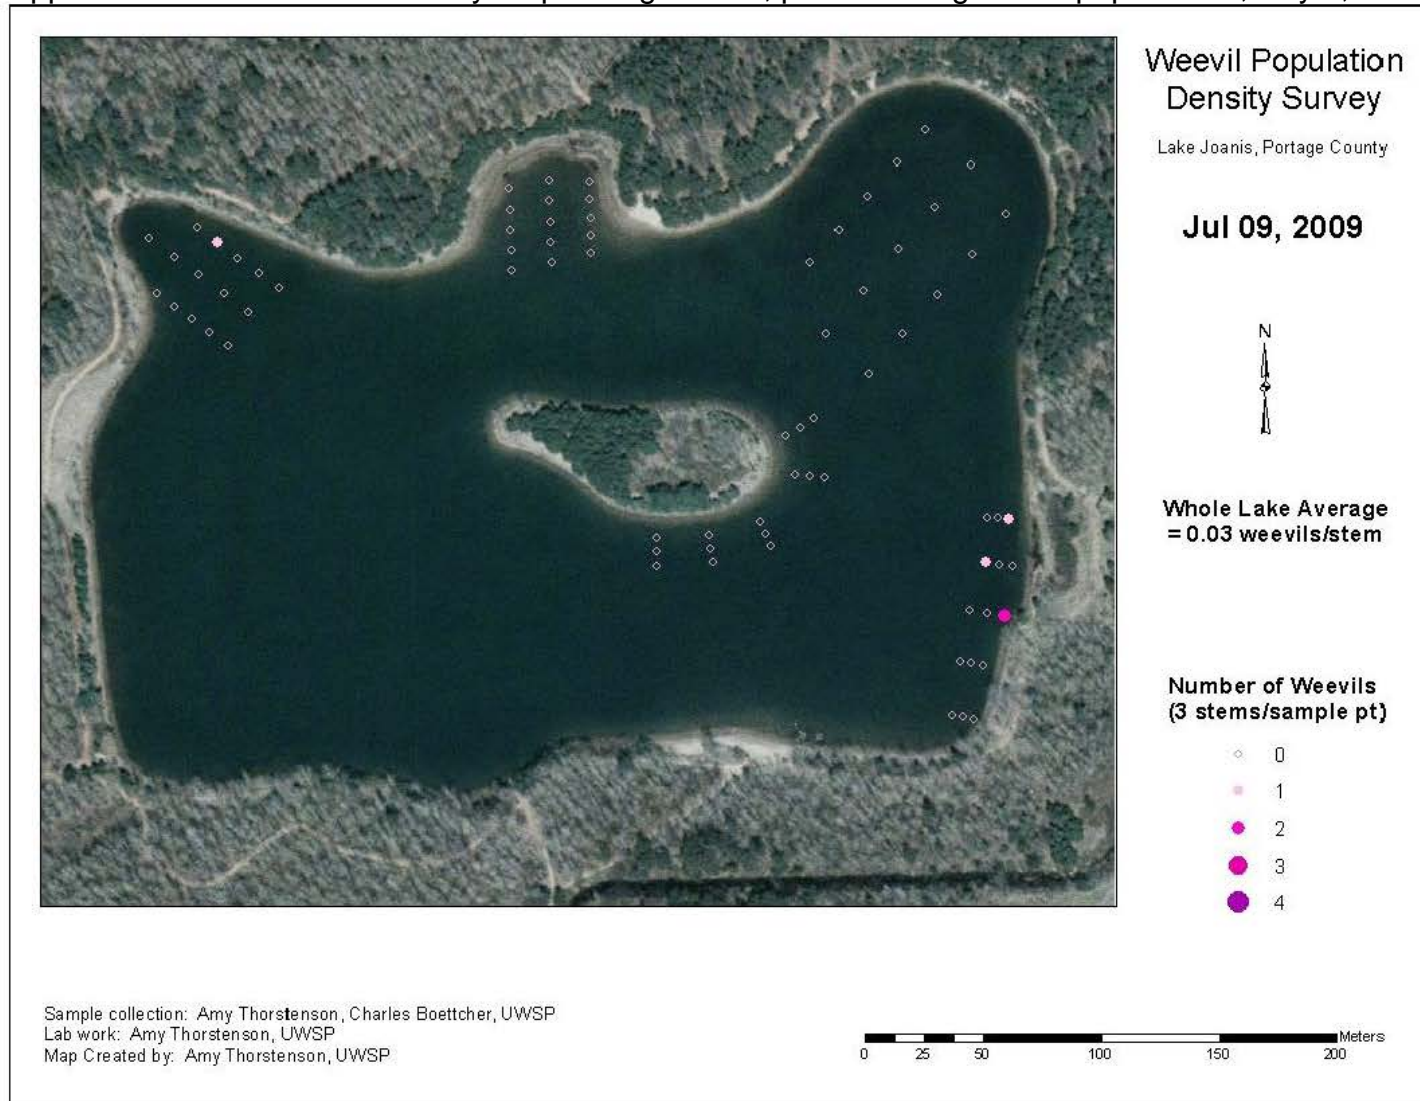 Weevil Population
Density Survey
Lake Joanis, Portage County
Jul 09, 2009
N
Whole Lake Average
= 0.03 weevils/stem
Number of Weevils
(3 stems/sample pt)
0
1
2
3
4
Sample collection: Amy Thorstenson, Charles Boettcher, UWSP
Lab work: Amy Thorstenson, UWSP
Map Created by: Amy Thorstenson, UWSP
Meters
0 25 50 100 150 200